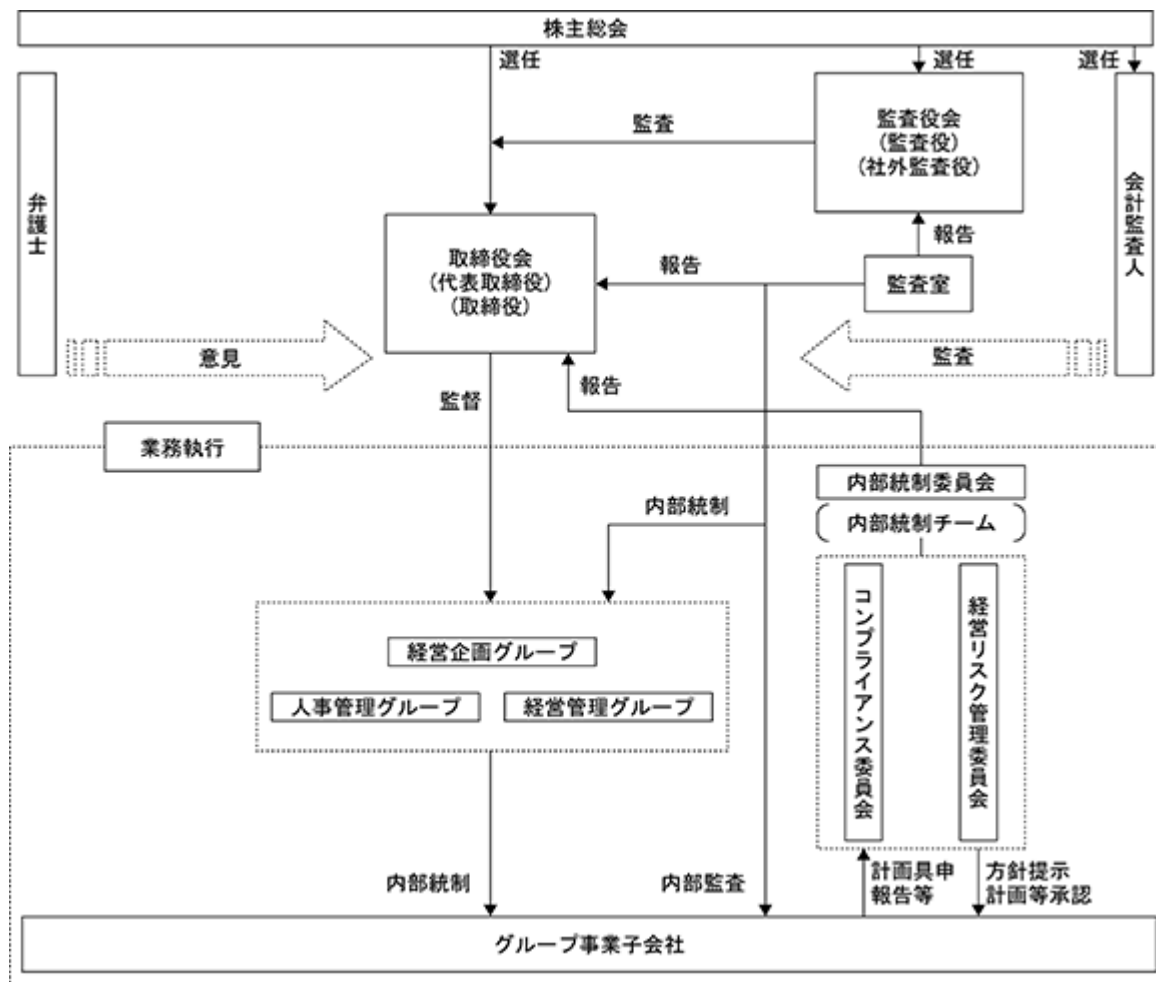 株主総会
選任
選任
選任
弁護士
監査役会
(監査役)
(社外監査役)
会計監査人
監査
報告
取締役会
(代表取締役)
(取締役)
報告
監査室
意見
監査
監督
報告
業務執行
内部統制委員会
内部統制チーム
内部統制
コンプライアンス委員会
経営リスク管理委員会
経営企画グループ
人事管理グループ
経営管理グループ
内部統制
内部監査
計画具申
報告等
方針提示
計画等承認
グループ事業子会社